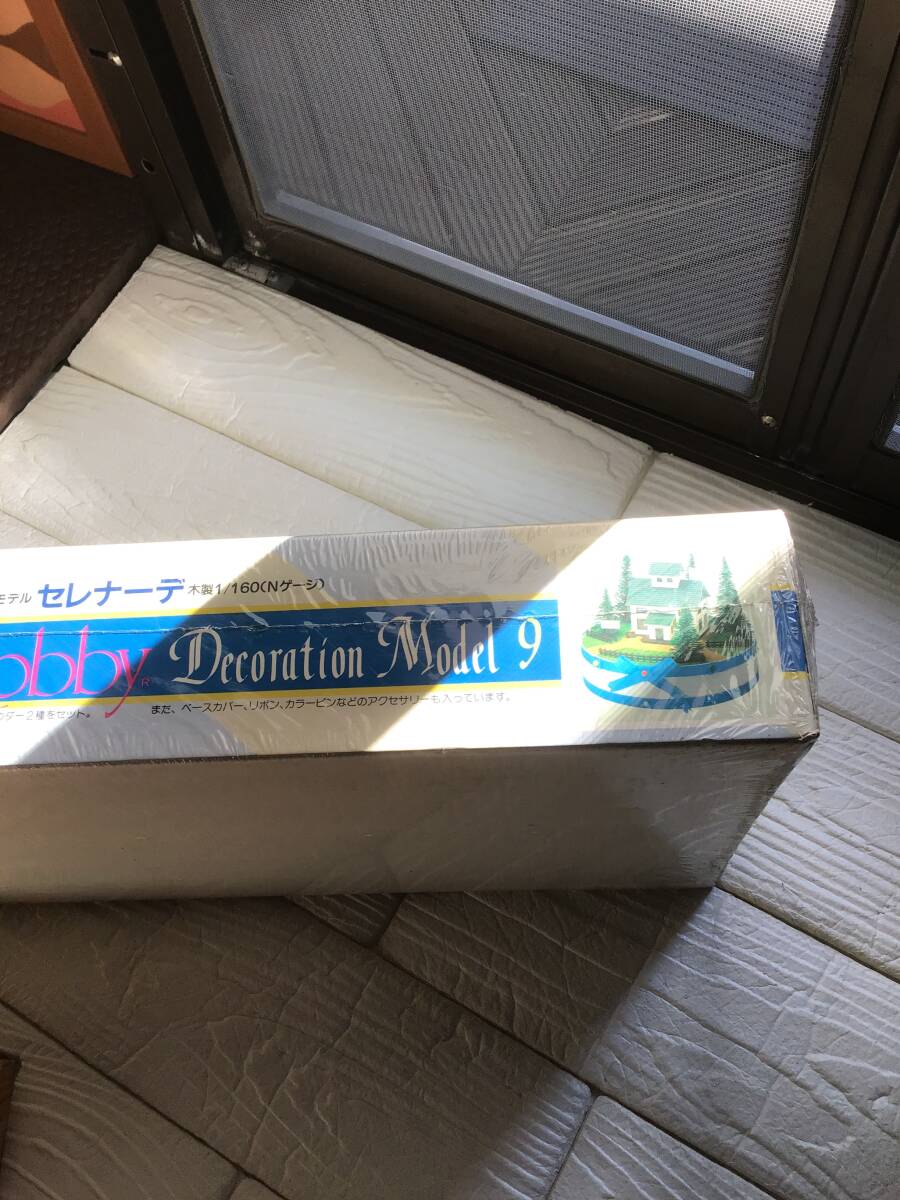 モデル セレナーデ 木製1/160(Nゲージ)
obby® Decoration Model 9
ダー2種をセット。 まだ、ベースカバー、リボン、カラーピンなどのアクセサリーも入っています。